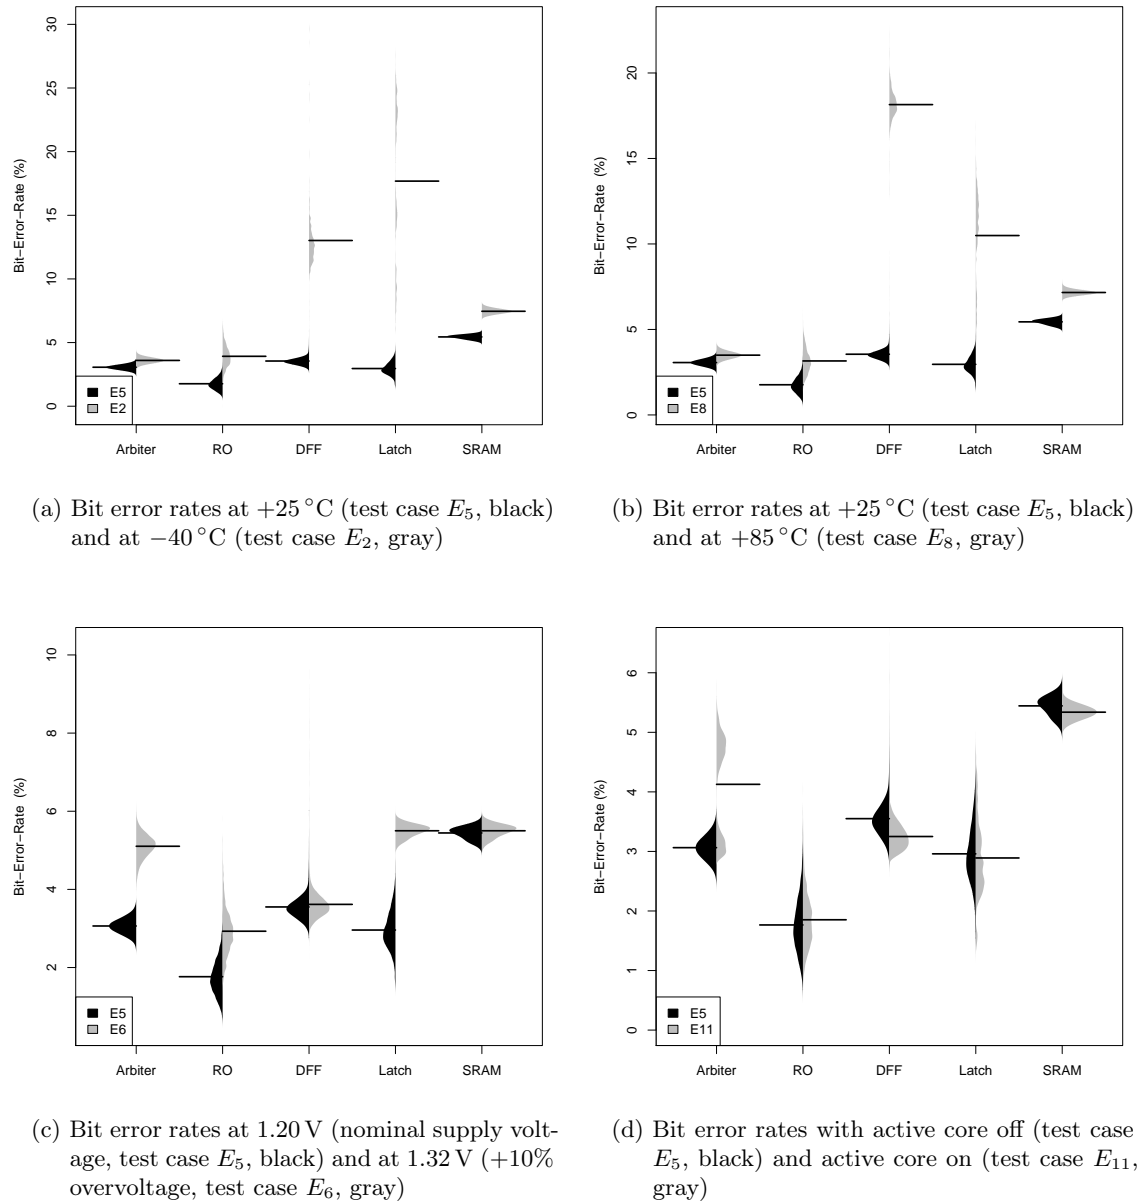 30
25
20
15
10
5
0
Bit−Error−Rate (%)
E5
E2
Arbiter RO DFF Latch SRAM
(a) Bit error rates at +25 °C (test case E5, black)
and at −40 °C (test case E2, gray)
20
15
10
5
0
Bit−Error−Rate (%)
E5
E8
Arbiter RO DFF Latch SRAM
(b) Bit error rates at +25 °C (test case E5, black)
and at +85 °C (test case E8, gray)
10
8
6
4
2
Bit−Error−Rate (%)
E5
E6
Arbiter RO DFF Latch SRAM
(c) Bit error rates at 1.20 V (nominal supply volt-
age, test case E5, black) and at 1.32 V (+10%
overvoltage, test case E6, gray)
6
5
4
3
2
1
0
Bit−Error−Rate (%)
E5
E11
Arbiter RO DFF Latch SRAM
(d) Bit error rates with active core off (test case
E5, black) and active core on (test case E11,
gray)